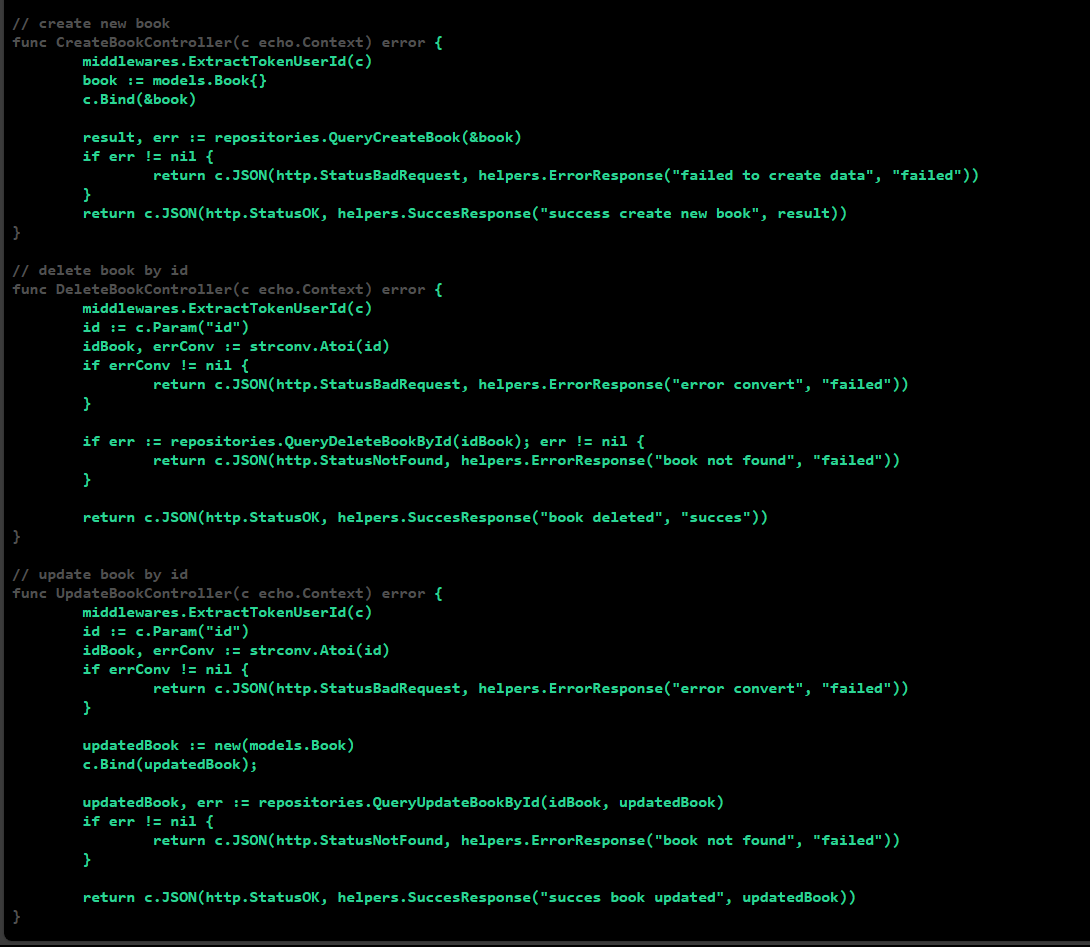 // create new book
func CreateBookController(c echo.Context) error {
	middlewares.ExtractTokenUserId(c)
	book := models.Book{}
	c.Bind(&book)

	result, err := repositories.QueryCreateBook(&book)
	if err != nil {
		return c.JSON(http.StatusBadRequest, helpers.ErrorResponse("failed to create data", "failed"))
	}
	return c.JSON(http.StatusOK, helpers.SuccesResponse("success create new book", result))
}

// delete book by id
func DeleteBookController(c echo.Context) error {
	middlewares.ExtractTokenUserId(c)
	id := c.Param("id")
	idBook, errConv := strconv.Atoi(id)
	if errConv != nil {
		return c.JSON(http.StatusBadRequest, helpers.ErrorResponse("error convert", "failed"))
	}

	if err := repositories.QueryDeleteBookById(idBook); err != nil {
		return c.JSON(http.StatusNotFound, helpers.ErrorResponse("book not found", "failed"))
	}

	return c.JSON(http.StatusOK, helpers.SuccesResponse("book deleted", "succes"))
}

// update book by id
func UpdateBookController(c echo.Context) error {
	middlewares.ExtractTokenUserId(c)
	id := c.Param("id")
	idBook, errConv := strconv.Atoi(id)
	if errConv != nil {
		return c.JSON(http.StatusBadRequest, helpers.ErrorResponse("error convert", "failed"))
	}

	updatedBook := new(models.Book)
	c.Bind(updatedBook);

	updatedBook, err := repositories.QueryUpdateBookById(idBook, updatedBook)
	if err != nil {
		return c.JSON(http.StatusNotFound, helpers.ErrorResponse("book not found", "failed"))
	}

	return c.JSON(http.StatusOK, helpers.SuccesResponse("succes book updated", updatedBook))
}